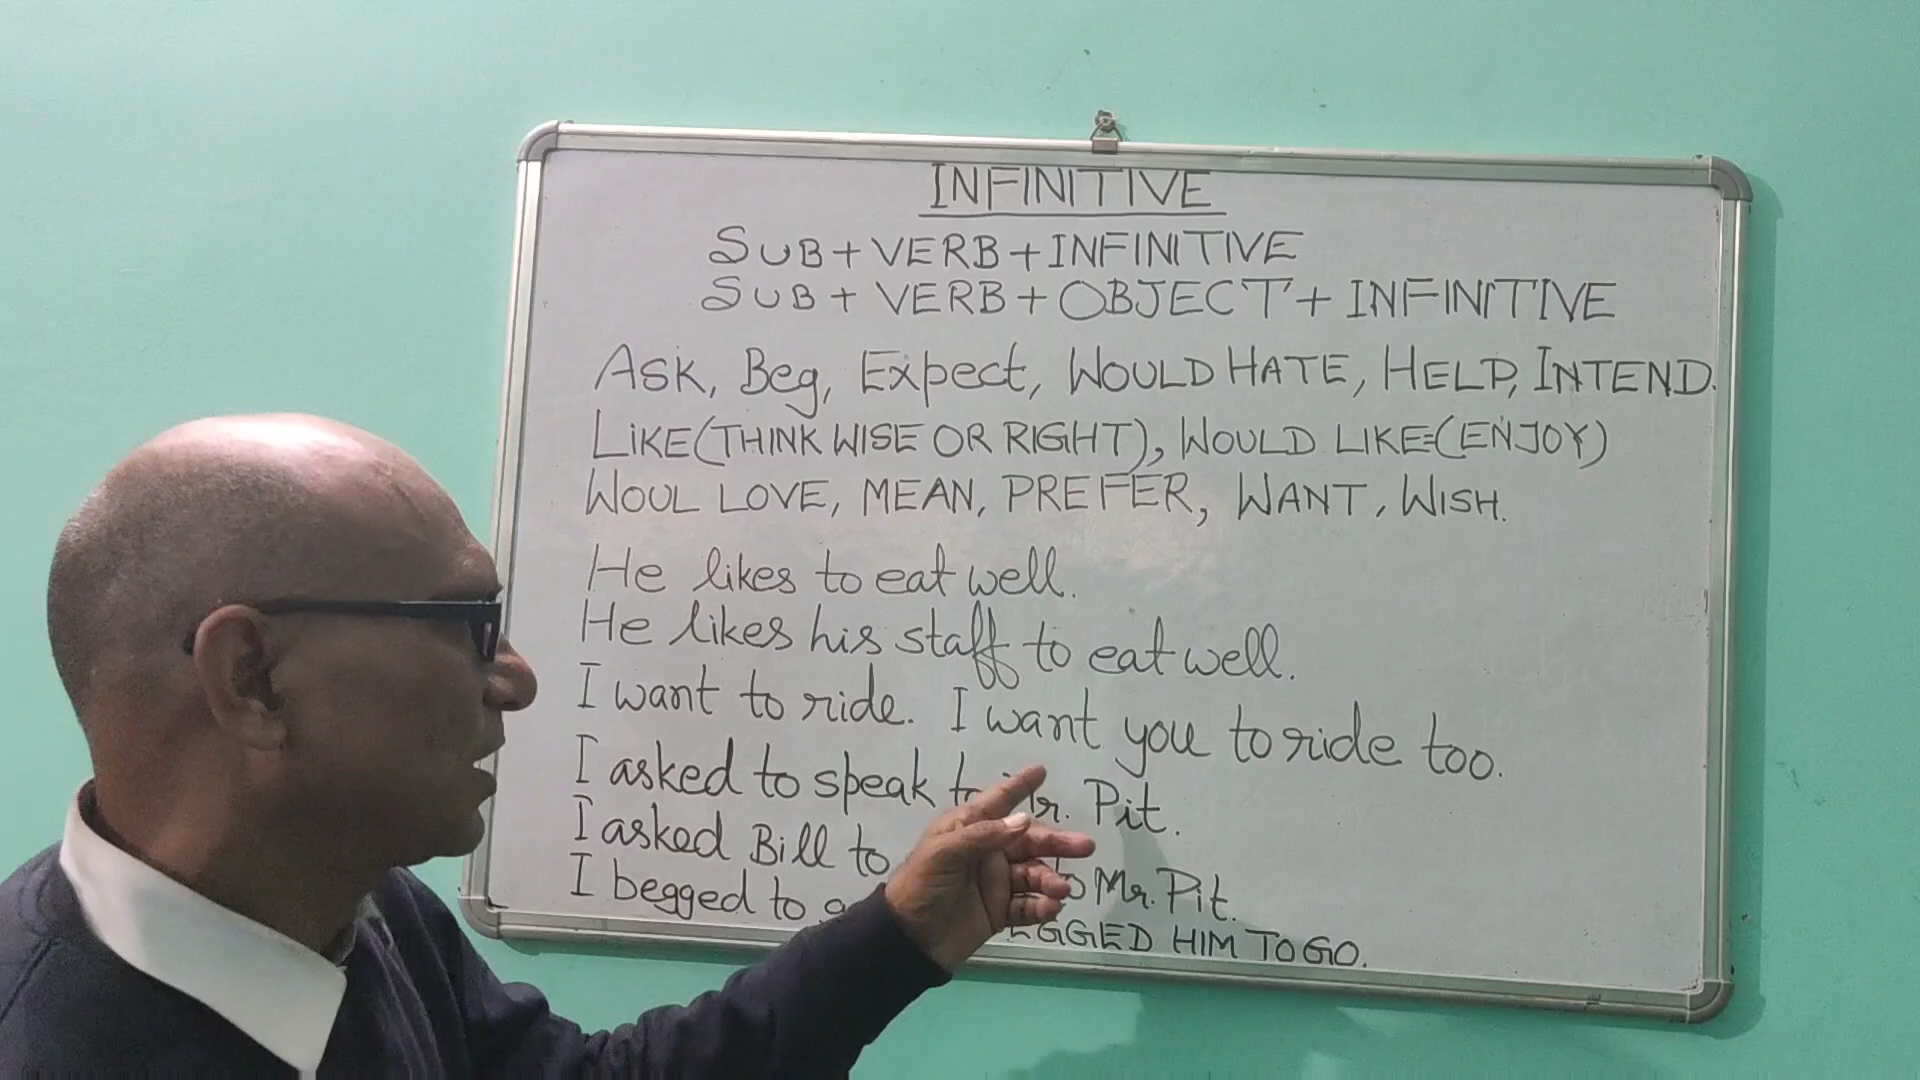 INFINITIVE
SUB + VERB + INFINITIVE
SUB + VERB + OBJECT + INFINITIVE
ASK, Beg, Expect, WOULD HATE, HELP, INTEND.
LIKE (THINK WISE OR RIGHT), WOULD LIKE=(ENJOY)
WOUL LOVE, MEAN, PREFER, WANT, WISH.
He likes to eat well.
He likes his staff to eat well.
I want to ride. I want you to ride too.
I asked to speak to Mr. Pit.
I asked Bill to Mr. Pit.
I begged to
HIM TO GO.